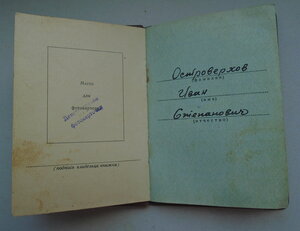 Место
для
фотокарточки
(подпись владельца книжки)
Островерхов
(фамилия)
Иван
(имя)
Степанович
(отчество)